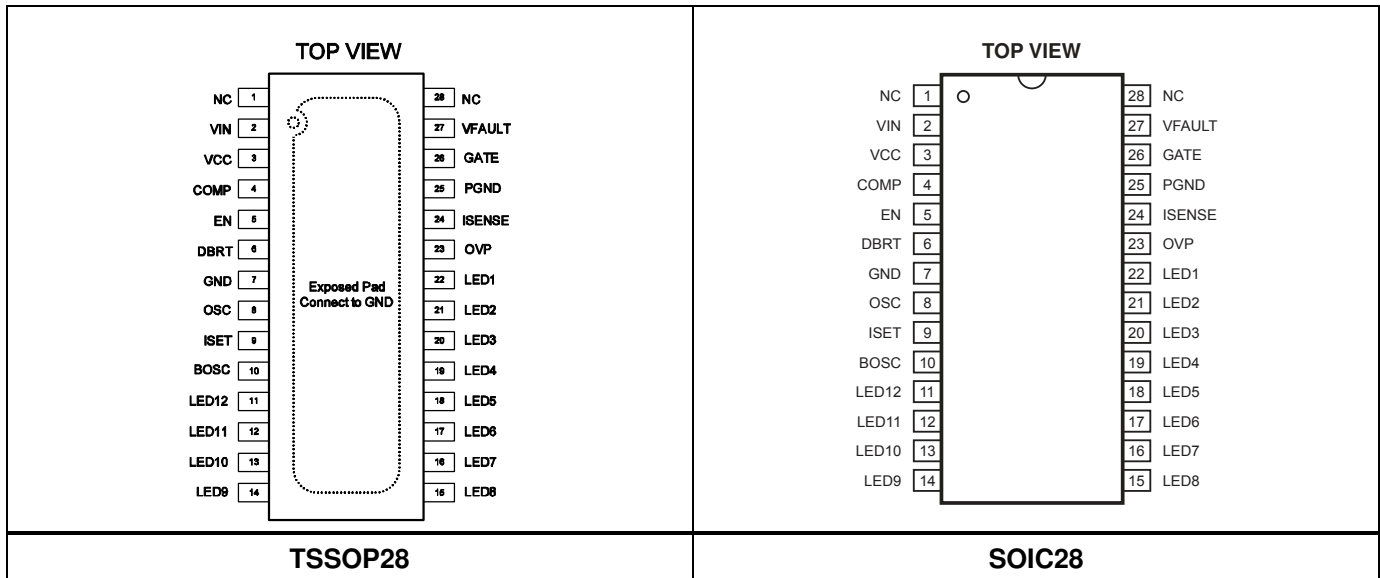 TOP VIEW
NC 1 28 NC
VIN 2 27 VFAULT
VCC 3 26 GATE
COMP 4 25 PGND
EN 5 24 ISENSE
DBRT 6 23 OVP
GND 7 22 LED1
OSC 8 21 LED2
ISET 9 20 LED3
BOSC 10 19 LED4
LED12 11 18 LED5
LED11 12 17 LED6
LED10 13 16 LED7
LED9 14 15 LED8
Exposed Pad
Connect to GND
TSSOP28
TOP VIEW
NC 1 28 NC
VIN 2 27 VFAULT
VCC 3 26 GATE
COMP 4 25 PGND
EN 5 24 ISENSE
DBRT 6 23 OVP
GND 7 22 LED1
OSC 8 21 LED2
ISET 9 20 LED3
BOSC 10 19 LED4
LED12 11 18 LED5
LED11 12 17 LED6
LED10 13 16 LED7
LED9 14 15 LED8
SOIC28